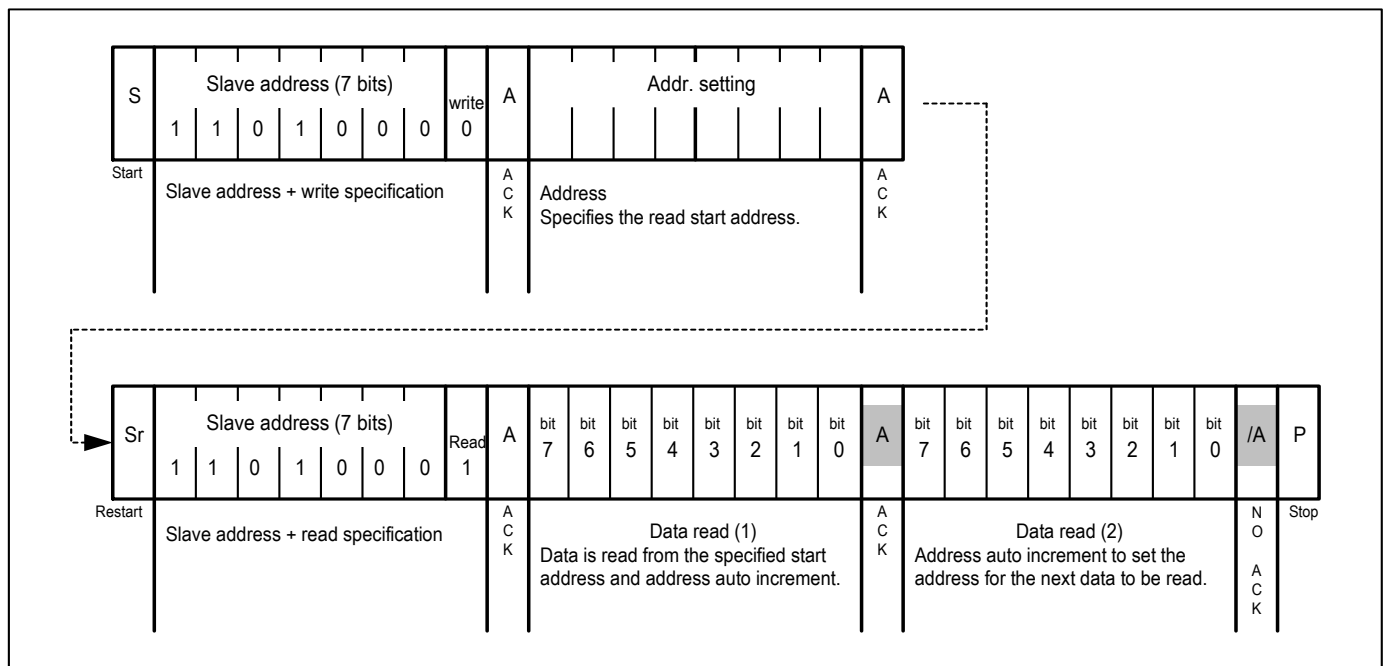 S
Slave address (7 bits)
write
A
Addr. setting
A
1 1 0 1 0 0 0 0
Start
Slave address + write specification
A
C
K
Address
Specifies the read start address.
A
C
K
Sr
Slave address (7 bits)
Read
A
bit bit bit bit bit bit bit bit
7 6 5 4 3 2 1 0
A
bit bit bit bit bit bit bit bit
7 6 5 4 3 2 1 0
/A
P
1 1 0 1 0 0 0 1
Restart
Slave address + read specification
A
C
K
Data read (1)
Data is read from the specified start
address and address auto increment.
A
C
K
Data read (2)
Address auto increment to set the
address for the next data to be read.
N
O
A
C
K
Stop